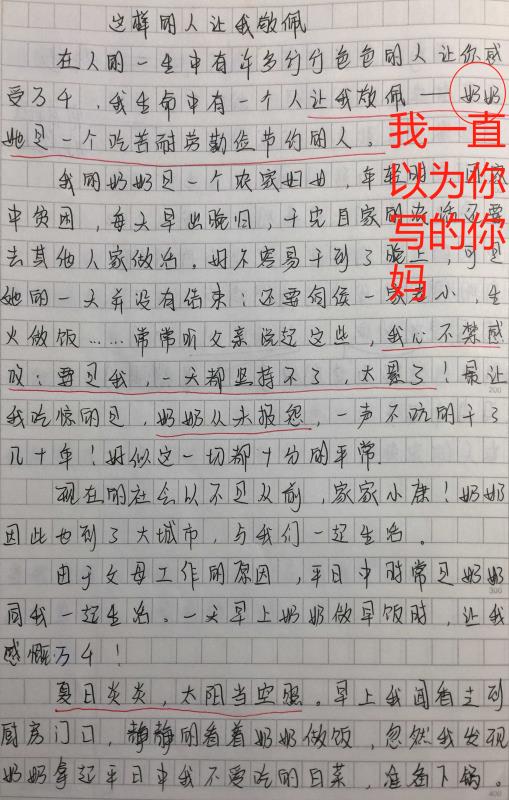 这样的人让我敬佩
在人的一生中有许多行行色色的人让你感
受万千，我生命中有一个人让我敬佩——奶奶
她是一个吃苦耐劳勤俭节约的人。
我一直
以为你
写的你
妈
我的奶奶是一个农家妇女，年轻时，因家
中贫困，每天早出晚归，干完自家的农活还要
去其他人家做活。好不容易干到了晚上，可是
她的一天并没有结束：还要伺侯一家老小，生
火做饭……常常听父亲说起这些，我心不禁感
叹：要是我，一天都坚持不了，太累了！最让
我吃惊的是，奶奶从未报怨，一声不吭的干了
几十年！好似这一切都十分的平常.
现在的社会以不是从前，家家小康！奶奶
因此也到了大城市，与我们一起生活。
由于父母工作的原因，平日中时常是奶奶
同我一起生活。一天早上奶奶做早饭时，让我
感慨万千！
夏日炎炎，太阳当空照。早上我闻着走到
厨房门口，静静的看着奶奶做饭，忽然我发现
奶奶拿起平日中我不爱吃的白菜，准备下锅。
200
300
400